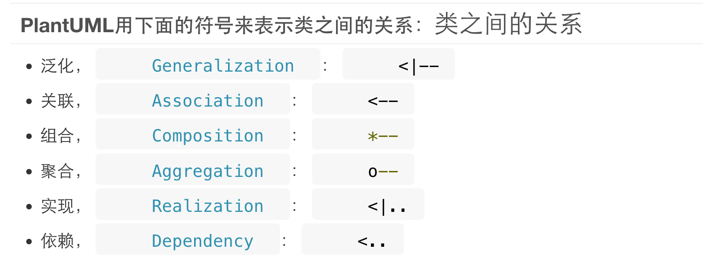 PlantUML用下面的符号来表示类之间的关系：类之间的关系
• 泛化， Generalization ： <|--
• 关联， Association ： <--
• 组合， Composition ： *--
• 聚合， Aggregation ： o--
• 实现， Realization ： <|..
• 依赖， Dependency ： <..